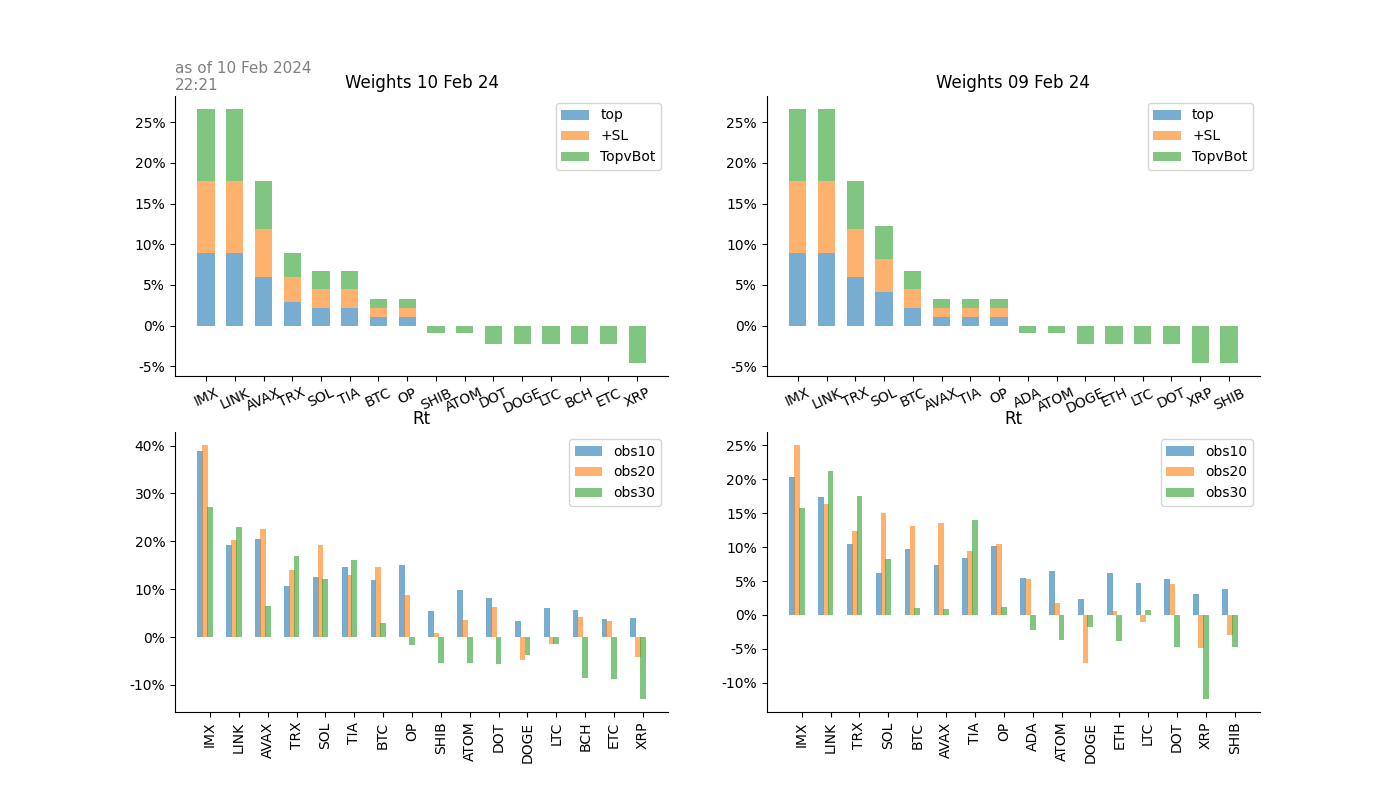 as of 10 Feb 2024
22:21
Weights 10 Feb 24
25%
20%
15%
10%
5%
0%
-5%
top
+SL
TopvBot
IMX LINK AVAX TRX SOL TIA BTC OP SHIB ATOM DOT DOGE LTC BCH ETC XRP
Weights 09 Feb 24
25%
20%
15%
10%
5%
0%
-5%
top
+SL
TopvBot
IMX LINK TRX SOL BTC AVAX TIA OP ADA ATOM DOGE ETH LTC DOT XRP SHIB
Rt
40%
30%
20%
10%
0%
-10%
obs10
obs20
obs30
IMX LINK AVAX TRX SOL TIA BTC OP SHIB ATOM DOT DOGE LTC BCH ETC XRP
Rt
25%
20%
15%
10%
5%
0%
-5%
-10%
obs10
obs20
obs30
IMX LINK TRX SOL BTC AVAX TIA OP ADA ATOM DOGE ETH LTC DOT XRP SHIB